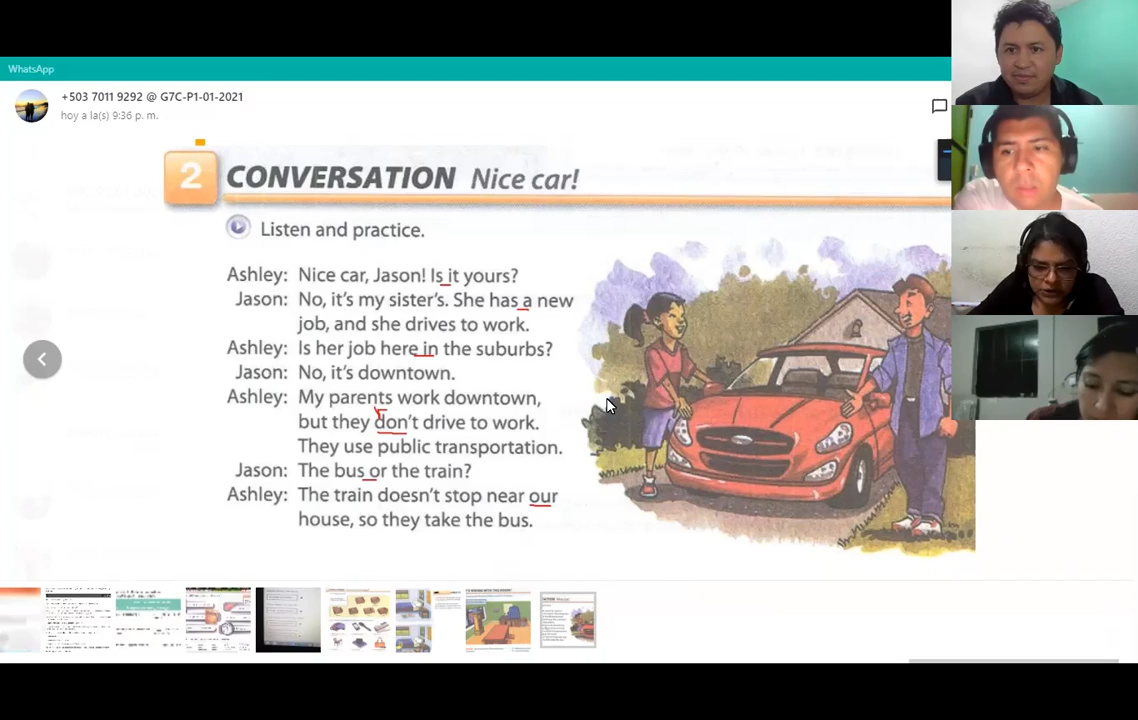 WhatsApp
+503 7011 9292 @ G7C-P1-01-2021
hoy a la(s) 9:36 p. m.
2 CONVERSATION Nice car!
Listen and practice.
Ashley: Nice car, Jason! Is it yours?
Jason: No, it's my sister's. She has a new
job, and she drives to work.
Ashley: Is her job here in the suburbs?
Jason: No, it's downtown.
Ashley: My parents work downtown,
but they don't drive to work.
They use public transportation.
Jason: The bus or the train?
Ashley: The train doesn't stop near our
house, so they take the bus.